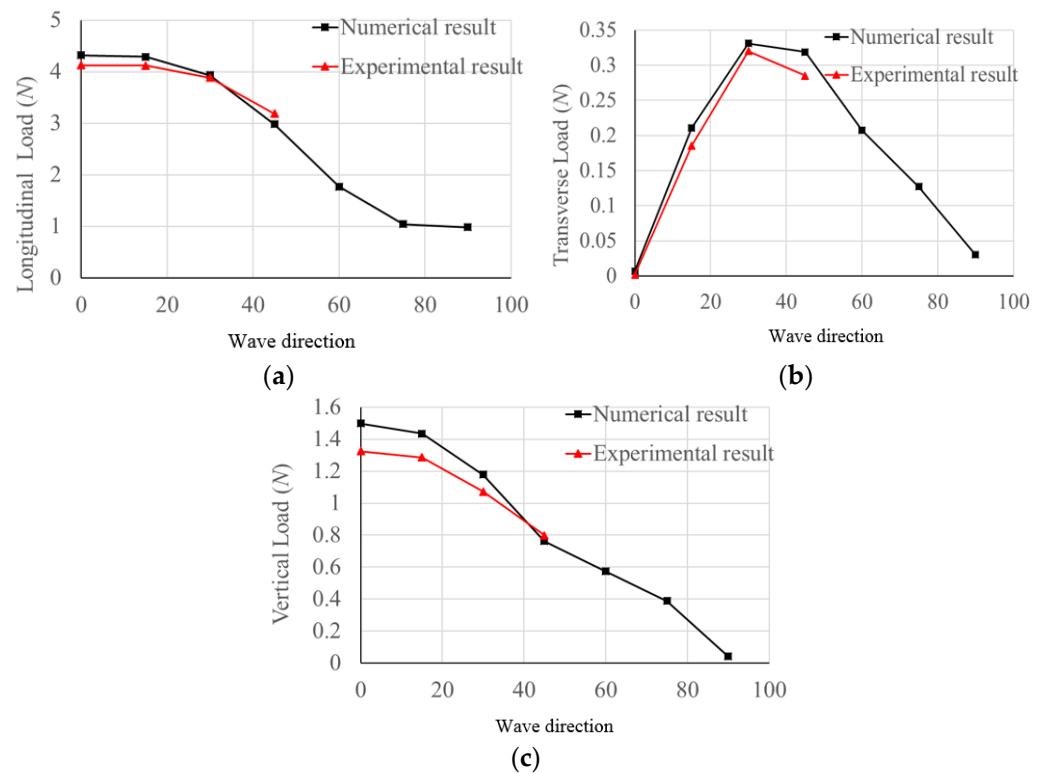 Numerical result
Experimental result
Longitudinal Load (N)
5
4
3
2
1
0
0 20 40 60 80 100
Wave direction
(a)
Numerical result
Experimental result
Transverse Load (N)
0.35
0.3
0.25
0.2
0.15
0.1
0.05
0
0 20 40 60 80 100
Wave direction
(b)
Numerical result
Experimental result
Vertical Load (N)
1.6
1.4
1.2
1
0.8
0.6
0.4
0.2
0
0 20 40 60 80 100
Wave direction
(c)